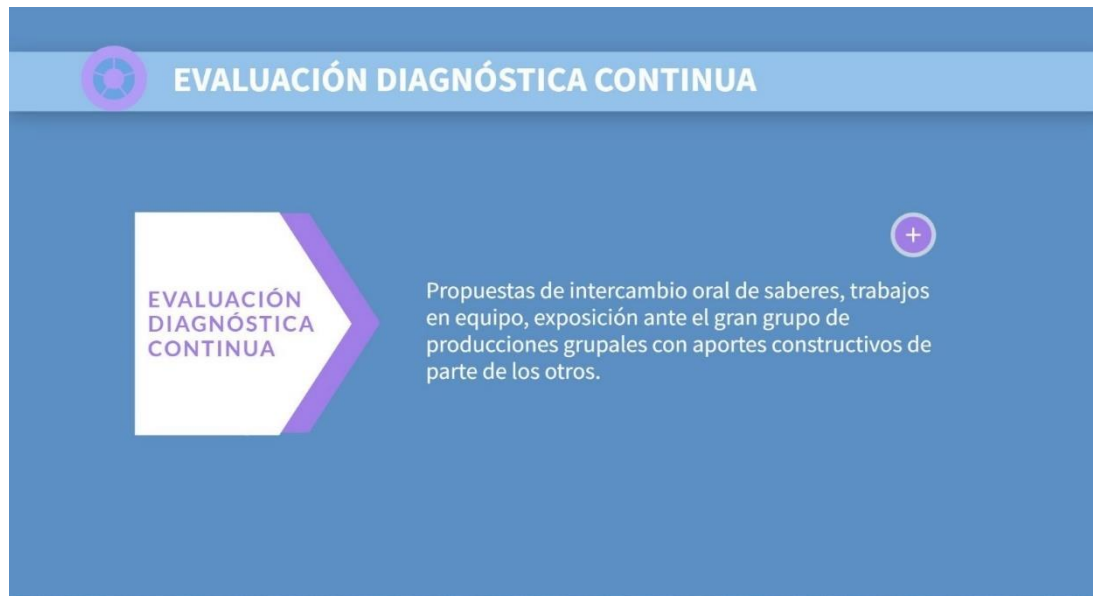 EVALUACIÓN DIAGNÓSTICA CONTINUA
EVALUACIÓN
DIAGNÓSTICA
CONTINUA
+
Propuestas de intercambio oral de saberes, trabajos
en equipo, exposición ante el gran grupo de
producciones grupales con aportes constructivos de
parte de los otros.